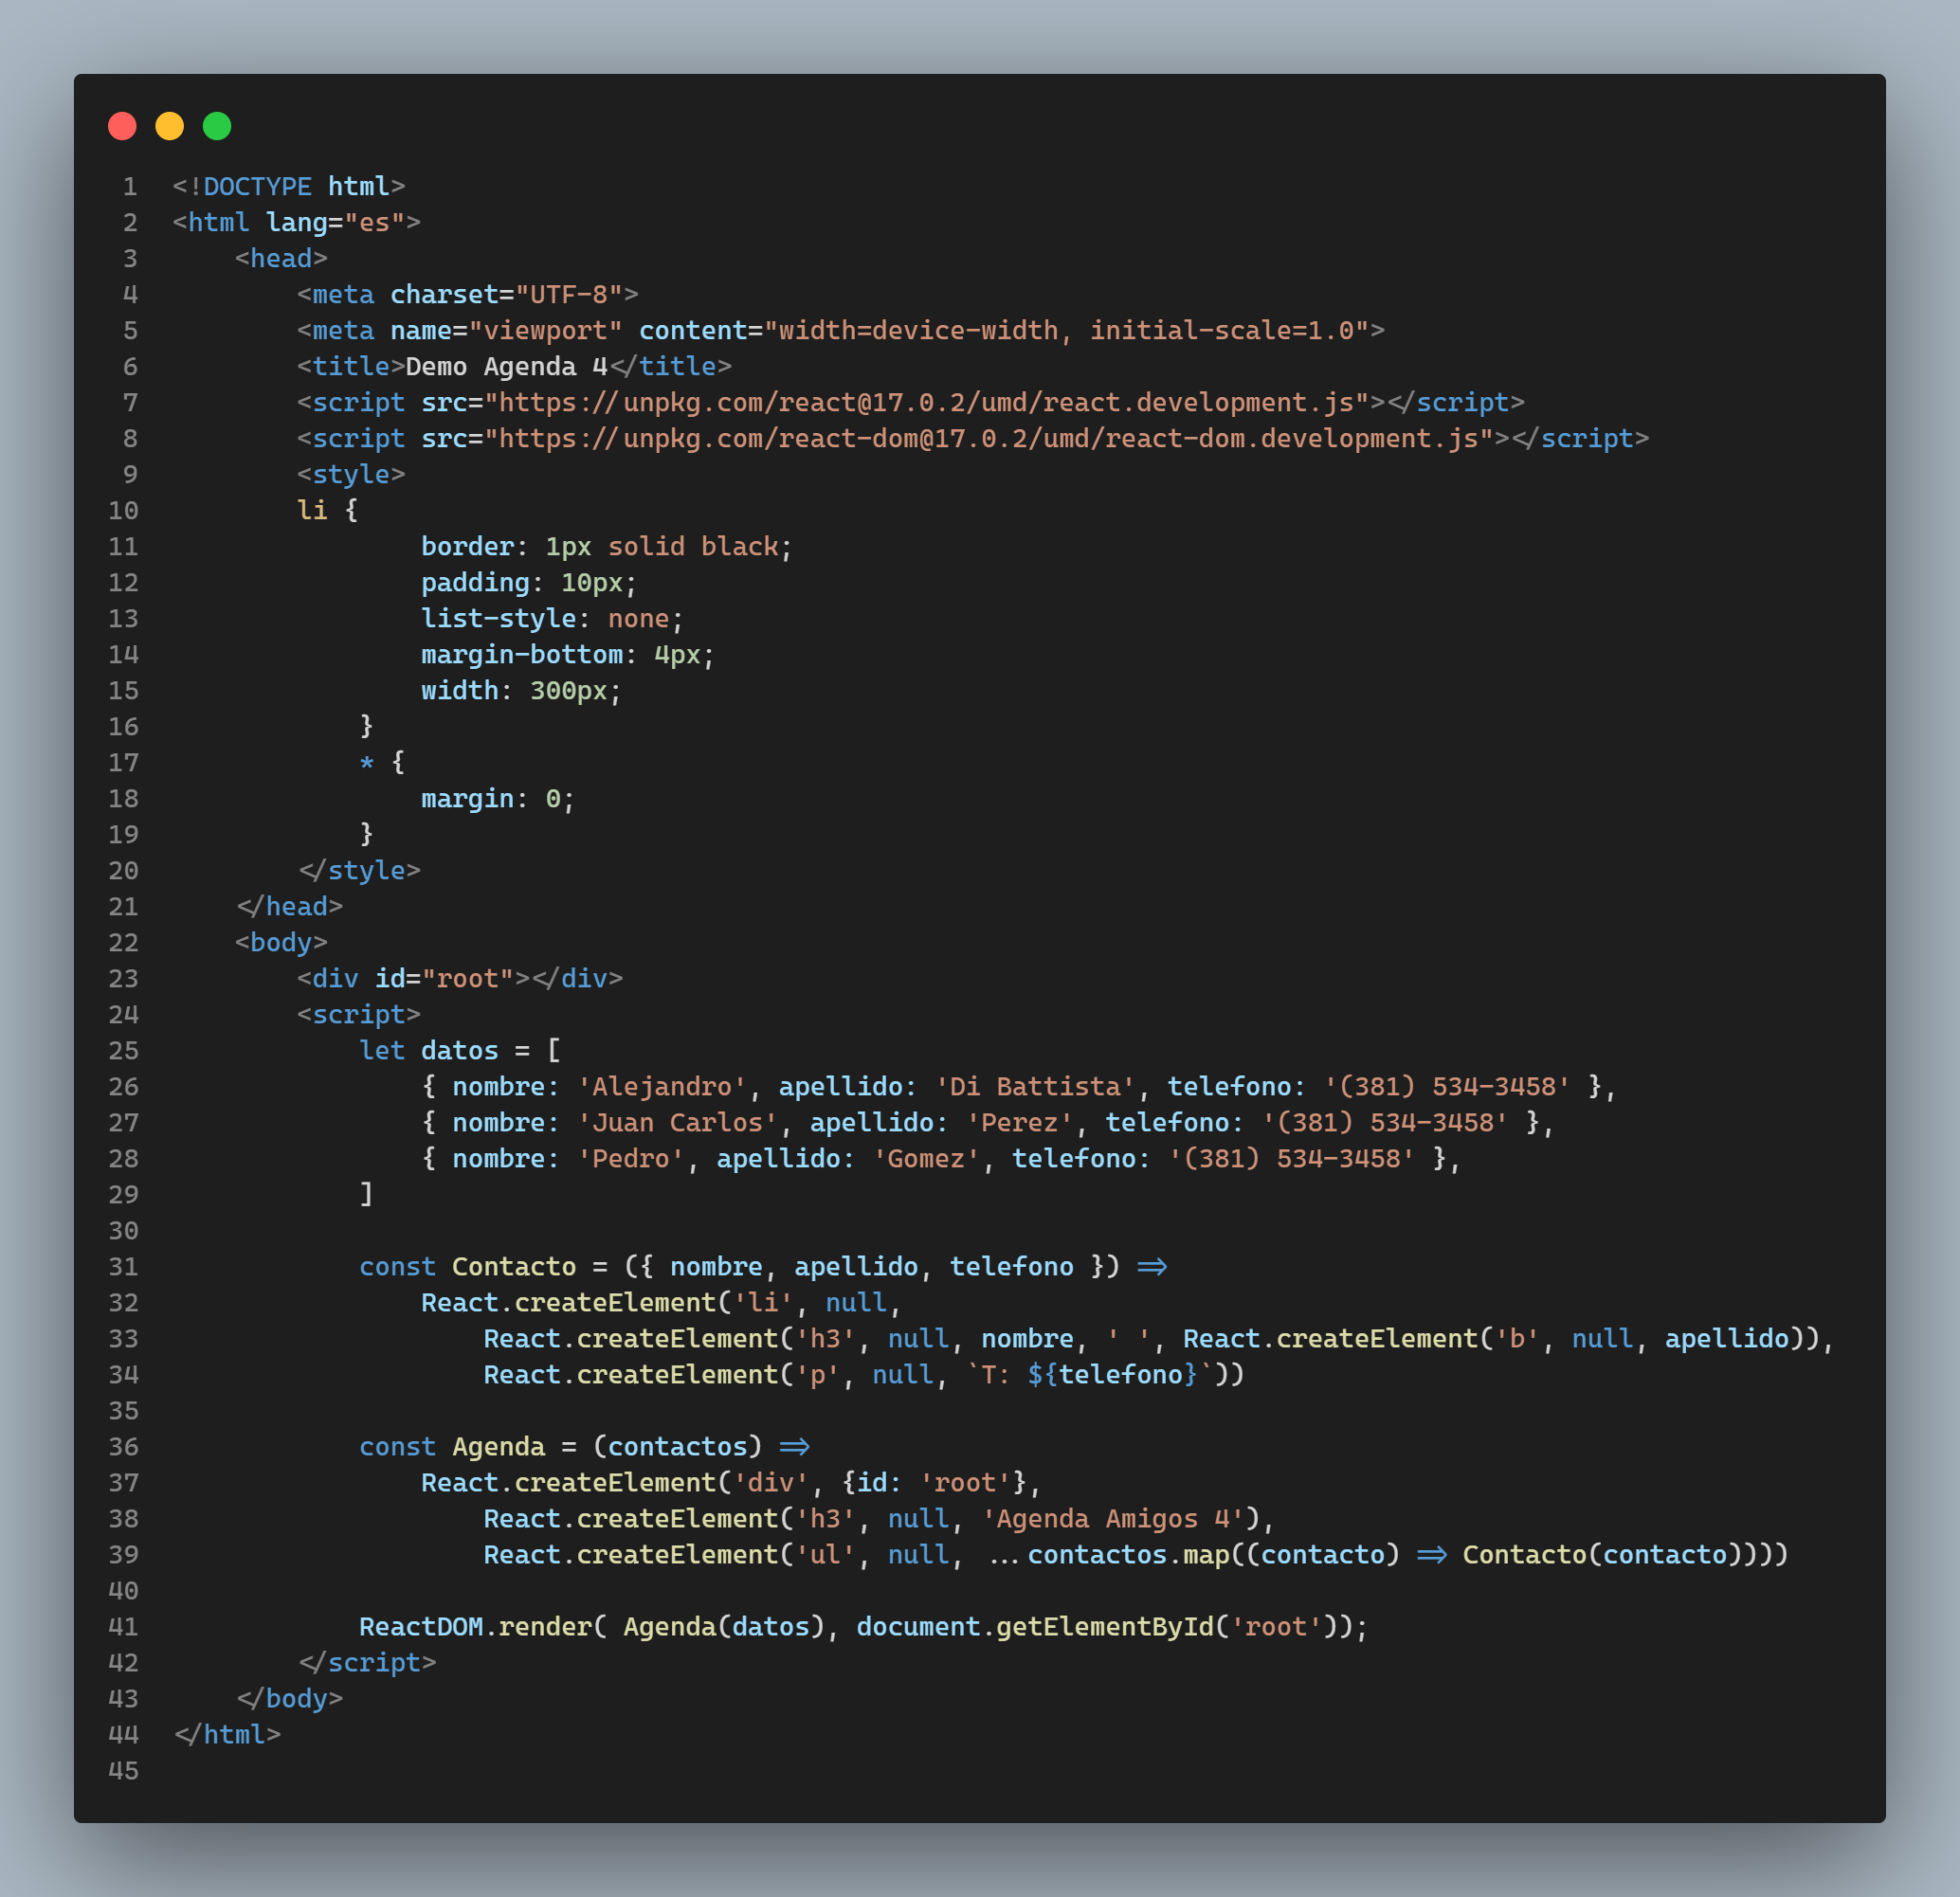 1 <!DOCTYPE html>
2 <html lang="es">
3     <head>
4         <meta charset="UTF-8">
5         <meta name="viewport" content="width=device-width, initial-scale=1.0">
6         <title>Demo Agenda 4</title>
7         <script src="https://unpkg.com/react@17.0.2/umd/react.development.js"></script>
8         <script src="https://unpkg.com/react-dom@17.0.2/umd/react-dom.development.js"></script>
9         <style>
10         li {
11                 border: 1px solid black;
12                 padding: 10px;
13                 list-style: none;
14                 margin-bottom: 4px;
15                 width: 300px;
16             }
17             * {
18                 margin: 0;
19             }
20         </style>
21     </head>
22     <body>
23         <div id="root"></div>
24         <script>
25             let datos = [
26                 { nombre: 'Alejandro', apellido: 'Di Battista', telefono: '(381) 534-3458' },
27                 { nombre: 'Juan Carlos', apellido: 'Perez', telefono: '(381) 534-3458' },
28                 { nombre: 'Pedro', apellido: 'Gomez', telefono: '(381) 534-3458' },
29             ]
30
31             const Contacto = ({ nombre, apellido, telefono }) =>
32                 React.createElement('li', null,
33                     React.createElement('h3', null, nombre, ' ', React.createElement('b', null, apellido)),
34                     React.createElement('p', null, `T: ${telefono}`))
35
36             const Agenda = (contactos) =>
37                 React.createElement('div', {id: 'root'},
38                     React.createElement('h3', null, 'Agenda Amigos 4'),
39                     React.createElement('ul', null, ...contactos.map((contacto) => Contacto(contacto))))
40
41             ReactDOM.render( Agenda(datos), document.getElementById('root'));
42         </script>
43     </body>
44 </html>
45